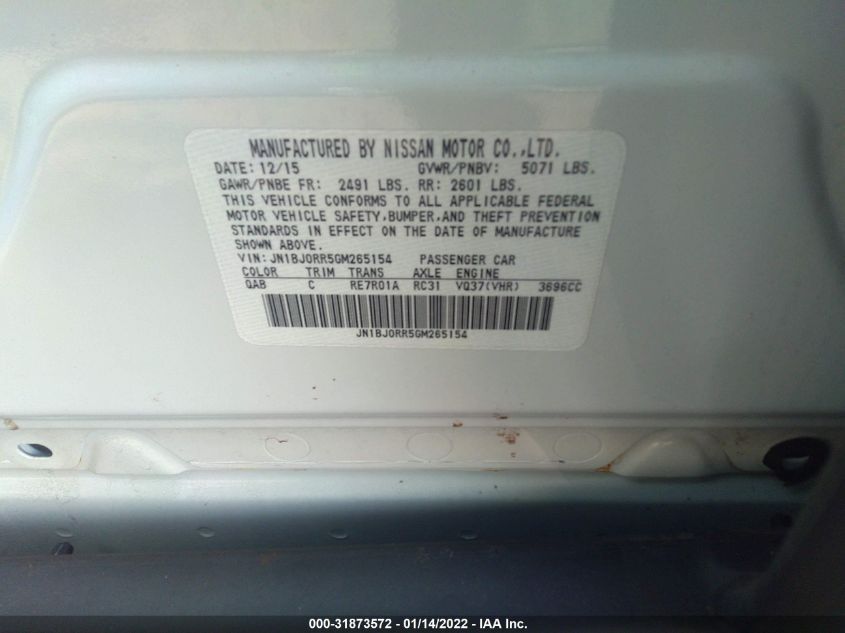 MANUFACTURED BY NISSAN MOTOR CO.,LTD.
DATE: 12/15 GVWR/PNBV: 5071 LBS.
GAWR/PNBE FR: 2491 LBS. RR: 2601 LBS.
THIS VEHICLE CONFORMS TO ALL APPLICABLE FEDERAL
MOTOR VEHICLE SAFETY,BUMPER,AND THEFT PREVENTION
STANDARDS IN EFFECT ON THE DATE OF MANUFACTURE
SHOWN ABOVE.
VIN: JN1BJ0RR5GM265154 PASSENGER CAR
COLOR TRIM TRANS AXLE ENGINE
QAB C RE7R01A RC31 VQ37(VHR) 3696CC
JN1BJ0RR5GM265154
000-31873572 — 01/14/2022 — IAA Inc.